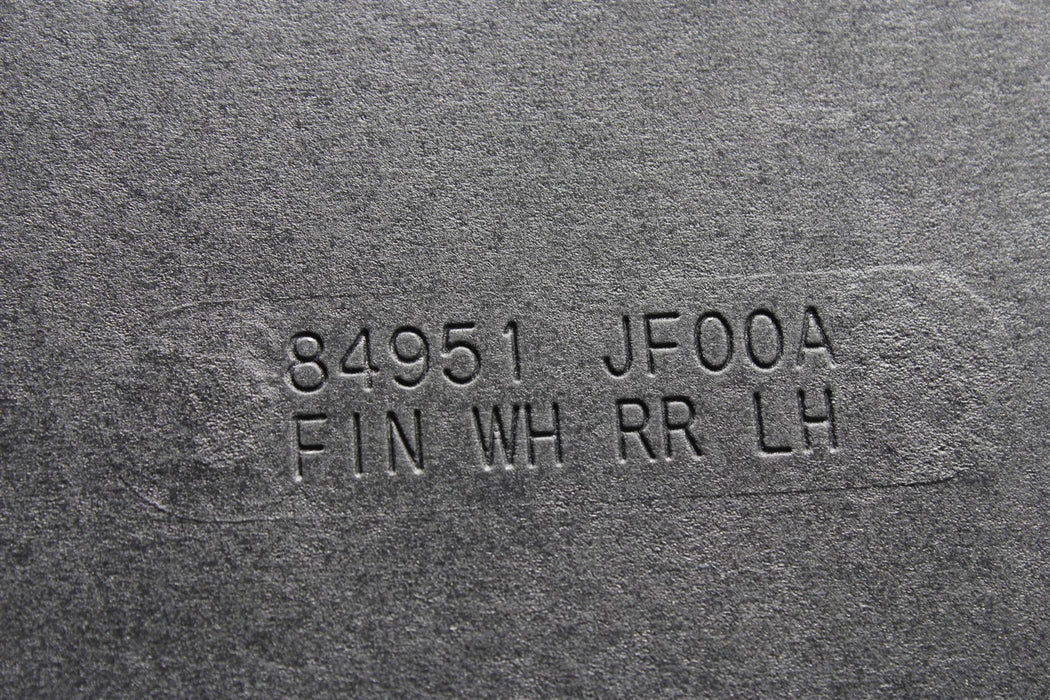 84951 JF00A
FIN WH RR LH